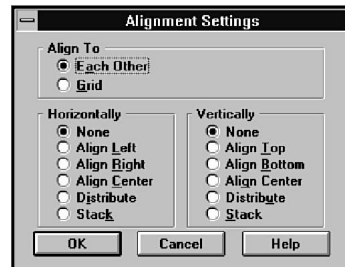 Alignment Settings
Align To
Each Other
Grid
Horizontally
None
Align Left
Align Right
Align Center
Distribute
Stack
Vertically
None
Align Top
Align Bottom
Align Center
Distribute
Stack
OK Cancel Help